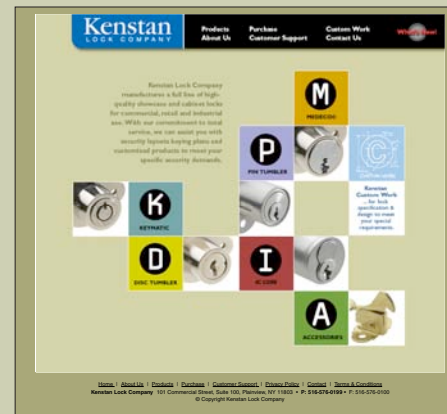 Kenstan
LOCK COMPANY
Products
About Us
Purchase
Customer Support
Custom Work
Contact Us
What's New!
Kenstan Lock Company
manufactures a full line of high-
quality showcase and cabinet locks
for commercial, retail and industrial
use. With our commitment to total
service, we can assist you with
security layouts keying plans and
customized products to meet your
specific security demands.
M
MEDECO®
P
PIN TUMBLER
C
CUSTOM WORK
K
KEYMATIC
Kenstan
Custom Work
... for lock
specification &
design to meet
your special
requirements.
D
DISC TUMBLER
I
IC CORE
A
ACCESSORIES
Home | About Us | Products | Purchase | Customer Support | Privacy Policy | Contact | Terms & Conditions
Kenstan Lock Company 101 Commercial Street, Suite 100, Plainview, NY 11803 • P: 516-576-0199 • F: 516-576-0100
© Copyright Kenstan Lock Company